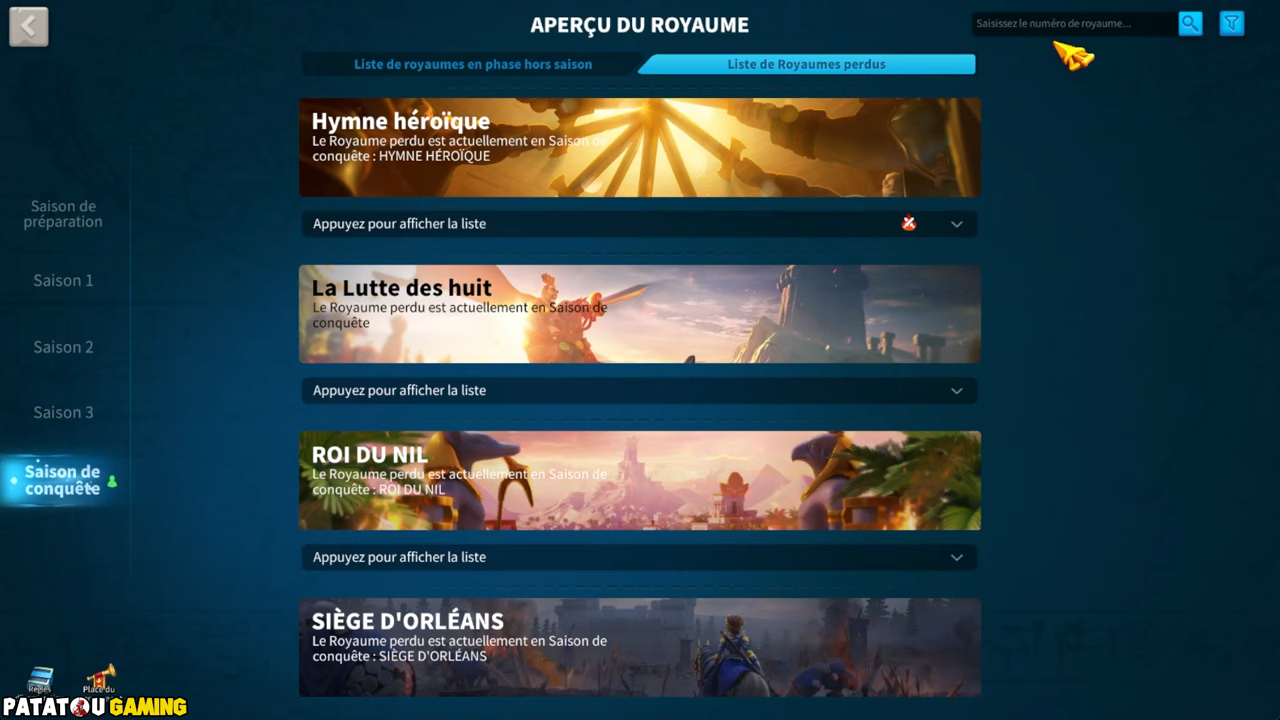 APERÇU DU ROYAUME
Saisissez le numéro de royaume...
Liste de royaumes en phase hors saison
Liste de Royaumes perdus
Hymne héroïque
Le Royaume perdu est actuellement en Saison de
conquête : HYMNE HÉROÏQUE
Appuyez pour afficher la liste
La Lutte des huit
Le Royaume perdu est actuellement en Saison de
conquête
Appuyez pour afficher la liste
ROI DU NIL
Le Royaume perdu est actuellement en Saison de
conquête : ROI DU NIL
Appuyez pour afficher la liste
SIÈGE D'ORLÉANS
Le Royaume perdu est actuellement en Saison de
conquête : SIÈGE D'ORLÉANS
Saison de
préparation
Saison 1
Saison 2
Saison 3
Saison de
conquête
Règles
Place du
PATATOU GAMING